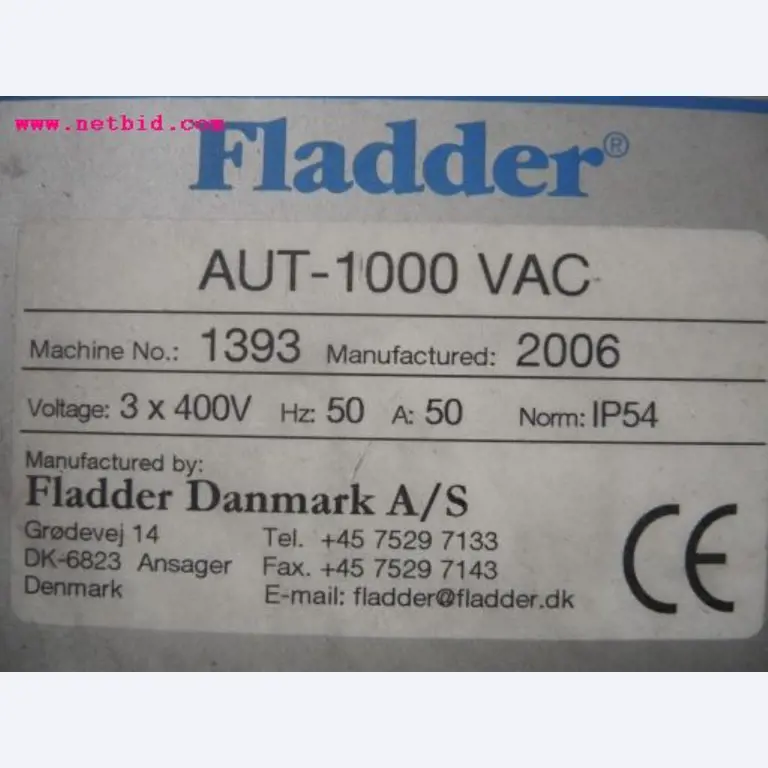 www.netbid.com
Fladder®
AUT-1000 VAC
Machine No.: 1393 Manufactured: 2006
Voltage: 3 x 400V Hz: 50 A: 50 Norm: IP54
Manufactured by:
Fladder Danmark A/S
Grødevej 14 Tel. +45 7529 7133
DK-6823 Ansager Fax. +45 7529 7143
Denmark E-mail: fladder@fladder.dk
CE